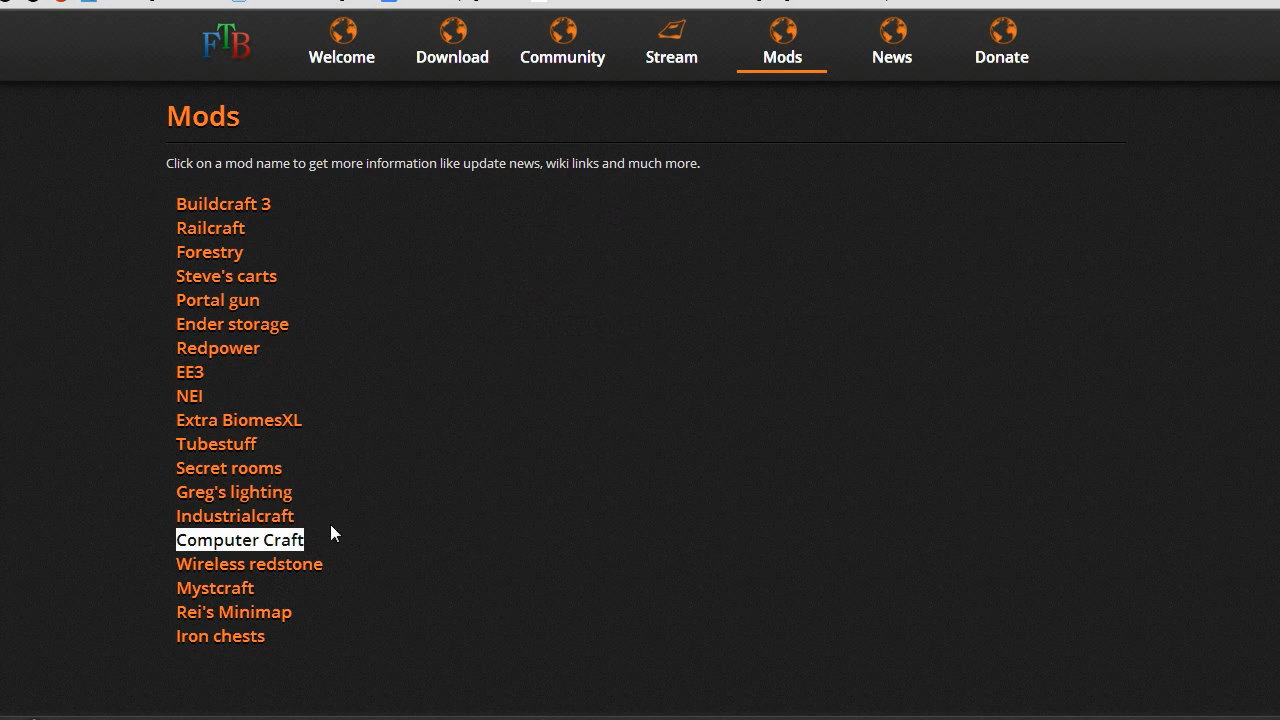 FTB
Welcome
Download
Community
Stream
Mods
News
Donate
Mods
Click on a mod name to get more information like update news, wiki links and much more.
Buildcraft 3
Railcraft
Forestry
Steve's carts
Portal gun
Ender storage
Redpower
EE3
NEI
Extra BiomesXL
Tubestuff
Secret rooms
Greg's lighting
Industrialcraft
Computer Craft
Wireless redstone
Mystcraft
Rei's Minimap
Iron chests